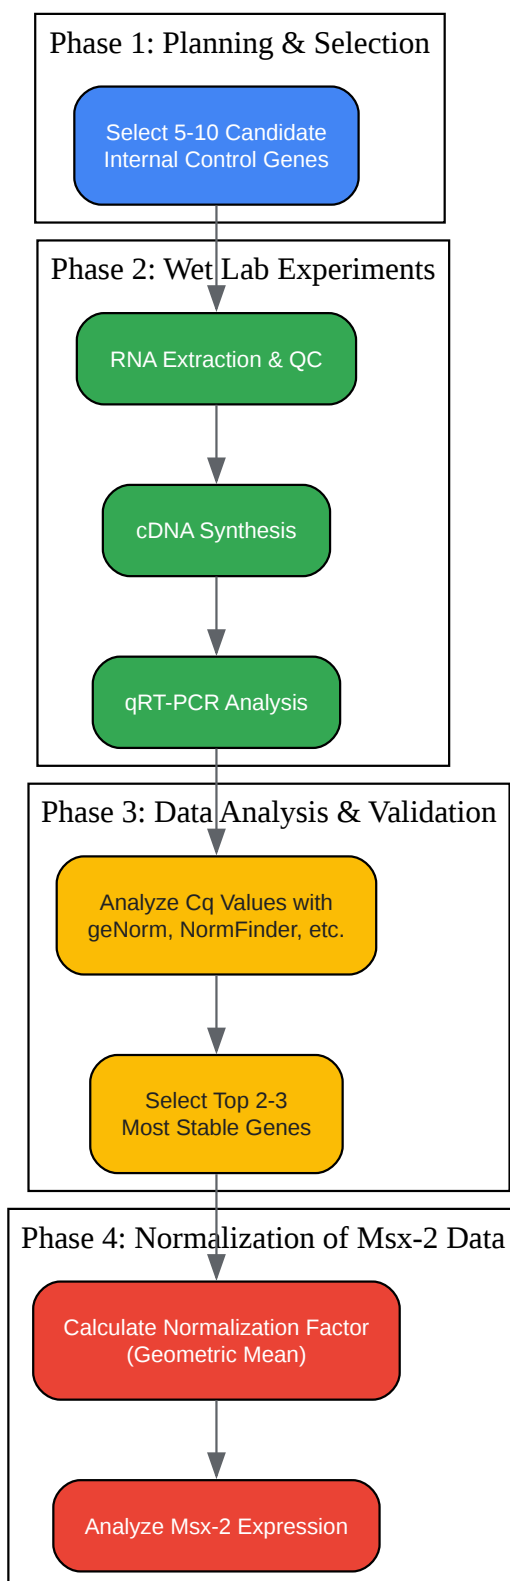 Phase 1: Planning & Selection
Select 5-10 Candidate
Internal Control Genes
Phase 2: Wet Lab Experiments
RNA Extraction & QC
cDNA Synthesis
qRT-PCR Analysis
Phase 3: Data Analysis & Validation
Analyze Cq Values with
geNorm, NormFinder, etc.
Select Top 2-3
Most Stable Genes
Phase 4: Normalization of Msx-2 Data
Calculate Normalization Factor
(Geometric Mean)
Analyze Msx-2 Expression